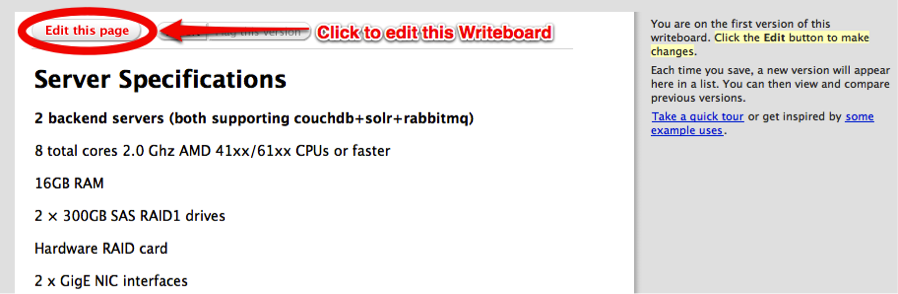 Edit this page
this version
Click to edit this Writeboard
Server Specifications
2 backend servers (both supporting couchdb+solr+rabbitmq)
8 total cores 2.0 Ghz AMD 41xx/61xx CPUs or faster
16GB RAM
2 × 300GB SAS RAID1 drives
Hardware RAID card
2 x GigE NIC interfaces
You are on the first version of this
writeboard. Click the Edit button to make
changes.
Each time you save, a new version will appear
here in a list. You can then view and compare
previous versions.
Take a quick tour or get inspired by some
example uses.